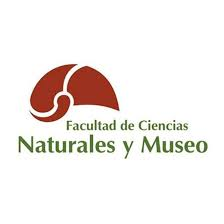 Facultad de Ciencias
Naturales y Museo